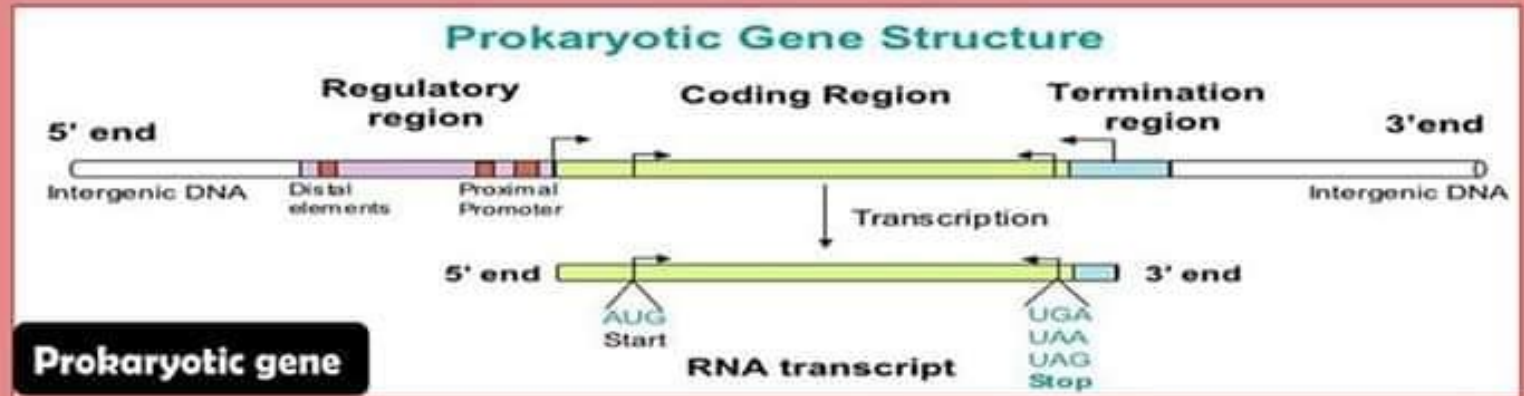 Prokaryotic Gene Structure
Regulatory
region
Coding Region
Termination
region
5' end
3'end
Intergenic DNA
Distal
elements
Proximal
Promoter
Intergenic DNA
Transcription
5' end
3' end
AUG
Start
UGA
UAA
UAG
Stop
RNA transcript
Prokaryotic gene